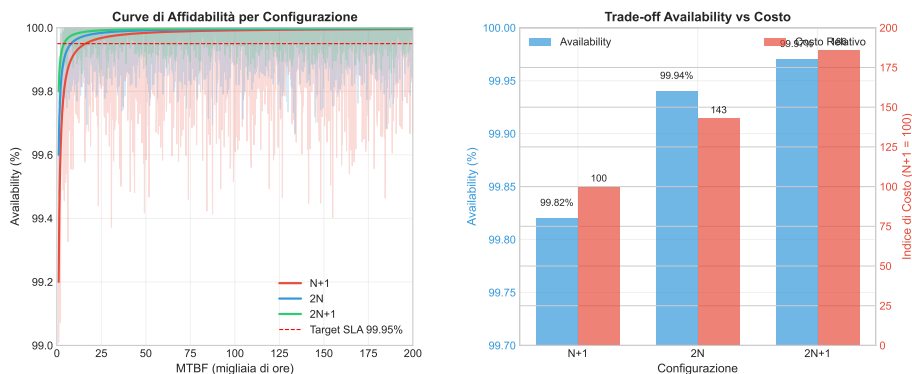 Curve di Affidabilità per Configurazione
100.0
99.8
99.6
99.4
99.2
99.0
Availability (%)
0
25
50
75
100
125
150
175
200
MTBF (migliaia di ore)
N+1
2N
2N+1
Target SLA 99.95%
Trade-off Availability vs Costo
Availability
Costo Relativo
100.00
99.95
99.90
99.85
99.80
99.75
99.70
Availability (%)
99.82%
100
99.94%
143
99.97%
N+1
2N
2N+1
Configurazione
200
175
150
125
100
75
50
25
0
Indice di Costo (N+1 = 100)